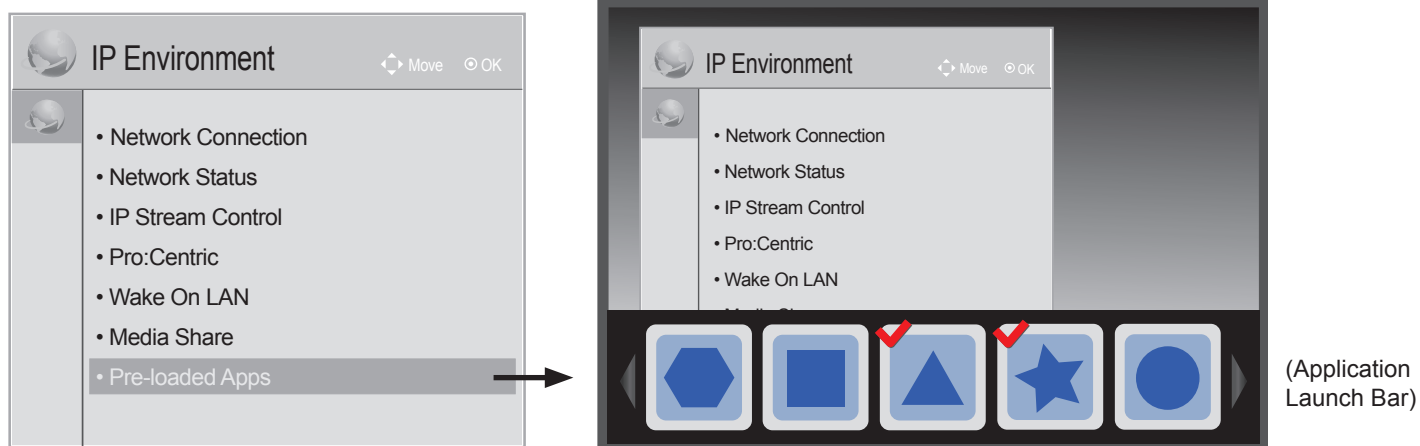 IP Environment
Move OK
• Network Connection
• Network Status
• IP Stream Control
• Pro:Centric
• Wake On LAN
• Media Share
• Pre-loaded Apps
IP Environment
Move OK
• Network Connection
• Network Status
• IP Stream Control
• Pro:Centric
• Wake On LAN
(Application
Launch Bar)